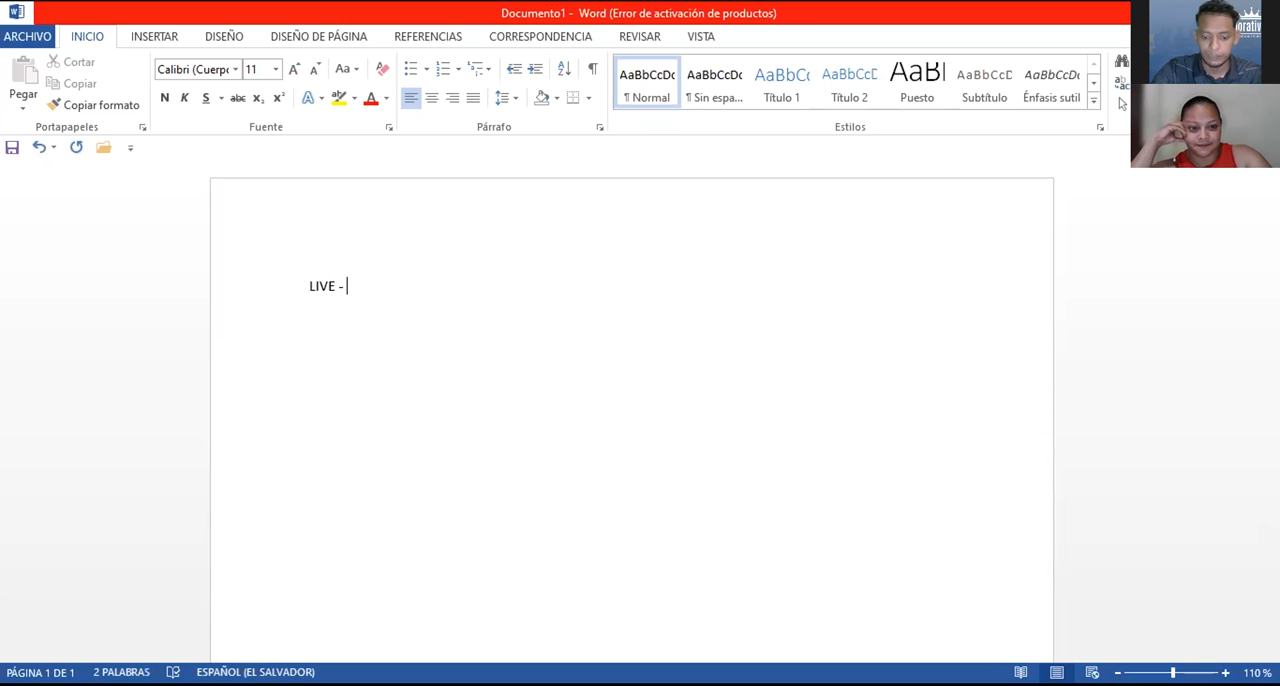 Documento1 - Word (Error de activación de productos)
ARCHIVO INICIO INSERTAR DISEÑO DISEÑO DE PÁGINA REFERENCIAS CORRESPONDENCIA REVISAR VISTA
Pegar
Cortar
Copiar
Copiar formato
Portapapeles
Calibri (Cuerpo 11
Aa
N K S abc x₂ x² A ab A
Fuente
Párrafo
AaBbCcDc AaBbCcDc AaBbCc AaBbCcD AaBl AaBbCcD AaBbCcDc
¶ Normal ¶ Sin espa... Título 1 Título 2 Puesto Subtítulo Énfasis sutil
Estilos
LIVE -
PÁGINA 1 DE 1 2 PALABRAS ESPAÑOL (EL SALVADOR) 110 %